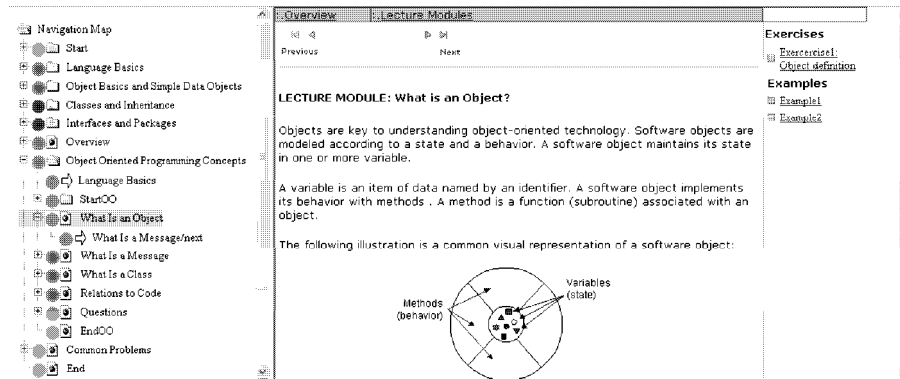 Navigation Map
Start
Language Basics
Object Basics and Simple Data Objects
Classes and Inheritance
Interfaces and Packages
Overview
Object Oriented Programming Concepts
Language Basics
StartOO
What Is an Object
What Is a Message/next
What Is a Message
What Is a Class
Relations to Code
Questions
EndOO
Common Problems
End
:.Overview :.Lecture Modules
Previous Next
LECTURE MODULE: What is an Object?
Objects are key to understanding object-oriented technology. Software objects are
modeled according to a state and a behavior. A software object maintains its state
in one or more variable.
A variable is an item of data named by an identifier. A software object implements
its behavior with methods . A method is a function (subroutine) associated with an
object.
The following illustration is a common visual representation of a software object:
Methods
(behavior)
Variables
(state)
Exercises
Exercercise1:
Object definition
Examples
Example1
Example2